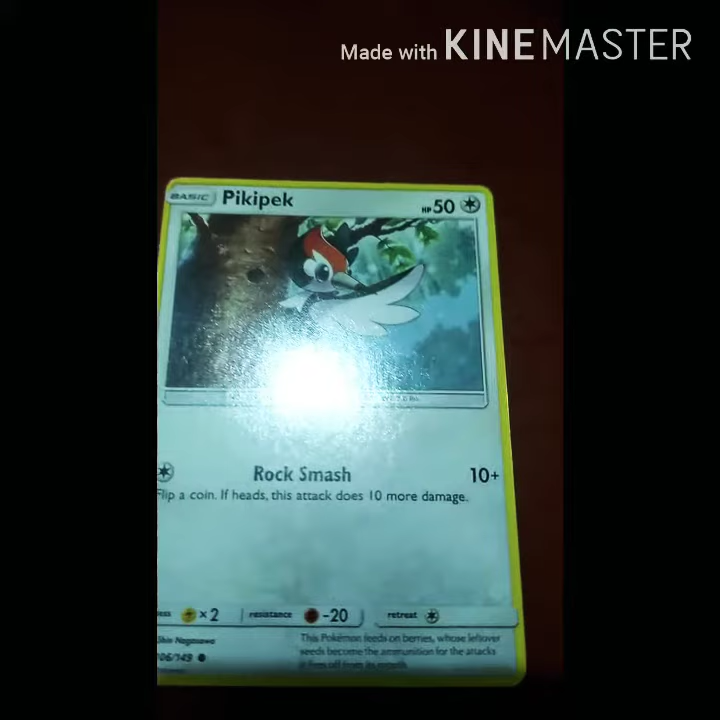 Made with KINEMASTER
BASIC Pikipek HP 50
Rock Smash 10+
Flip a coin. If heads, this attack does 10 more damage.
×2 resistance -20 retreat
Shin Nagasawa
106/149
This Pokémon feeds on berries, whose leftover
seeds become the ammunition for the attacks
it fires off from its mouth.